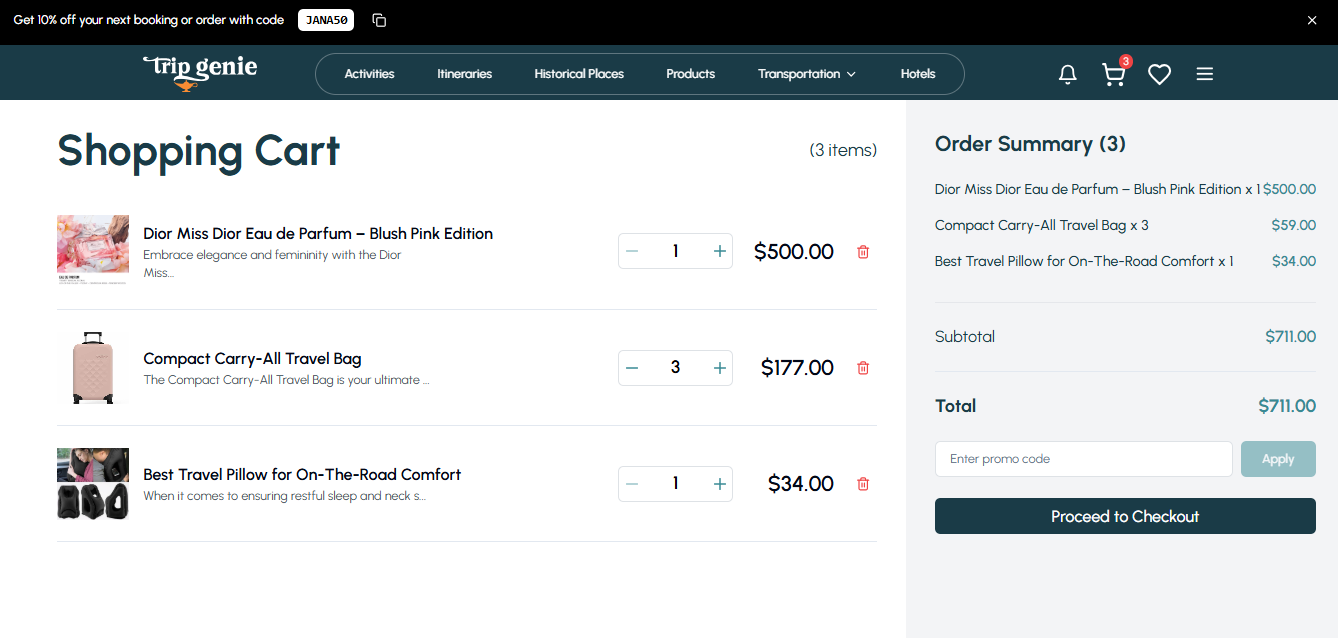 Get 10% off your next booking or order with code JANA50
trip genie
Activities Itineraries Historical Places Products Transportation Hotels
3
Shopping Cart
(3 items)
Dior Miss Dior Eau de Parfum – Blush Pink Edition
Embrace elegance and femininity with the Dior
Miss...
1
$500.00
Compact Carry-All Travel Bag
The Compact Carry-All Travel Bag is your ultimate ...
3
$177.00
Best Travel Pillow for On-The-Road Comfort
When it comes to ensuring restful sleep and neck s...
1
$34.00
Order Summary (3)
Dior Miss Dior Eau de Parfum – Blush Pink Edition x 1 $500.00
Compact Carry-All Travel Bag x 3 $59.00
Best Travel Pillow for On-The-Road Comfort x 1 $34.00
Subtotal $711.00
Total $711.00
Enter promo code Apply
Proceed to Checkout